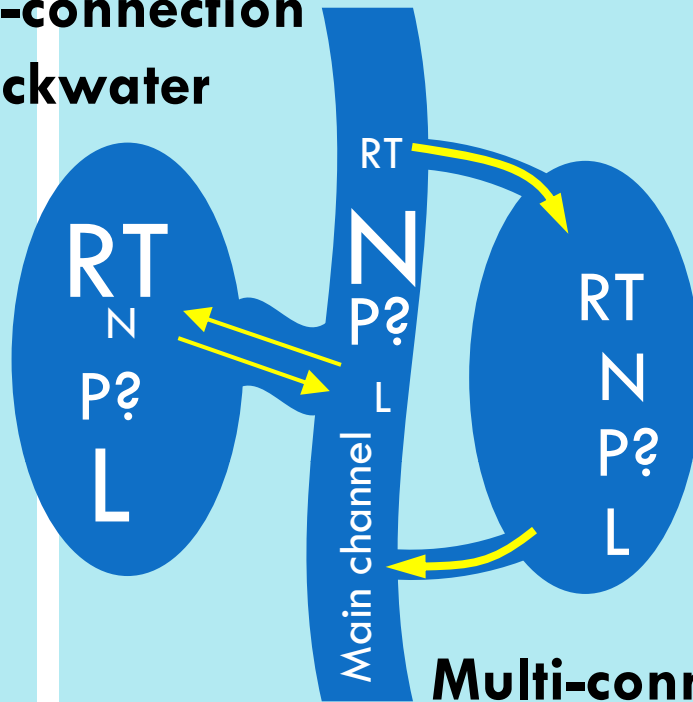 -connection
ckwater
RT
N
P?
L
RT
N
P?
L
Main channel
RT
N
P?
L
Multi-conn